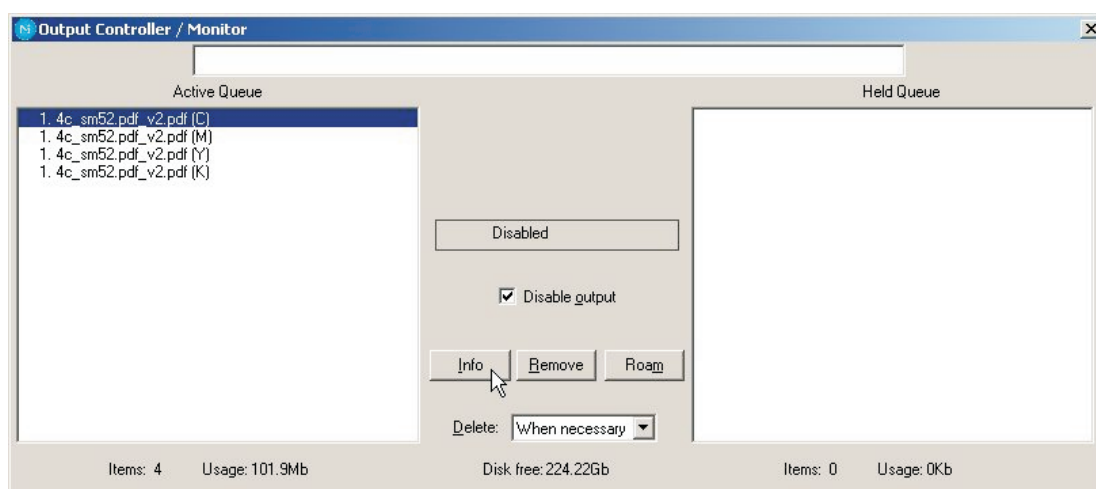 Output Controller / Monitor
Active Queue
Held Queue
1. 4c_sm52.pdf_v2.pdf (C)
1. 4c_sm52.pdf_v2.pdf (M)
1. 4c_sm52.pdf_v2.pdf (Y)
1. 4c_sm52.pdf_v2.pdf (K)
Disabled
Disable output
Info Remove Roam
Delete: When necessary
Items: 4 Usage: 101.9Mb Disk free: 224.22Gb Items: 0 Usage: 0Kb